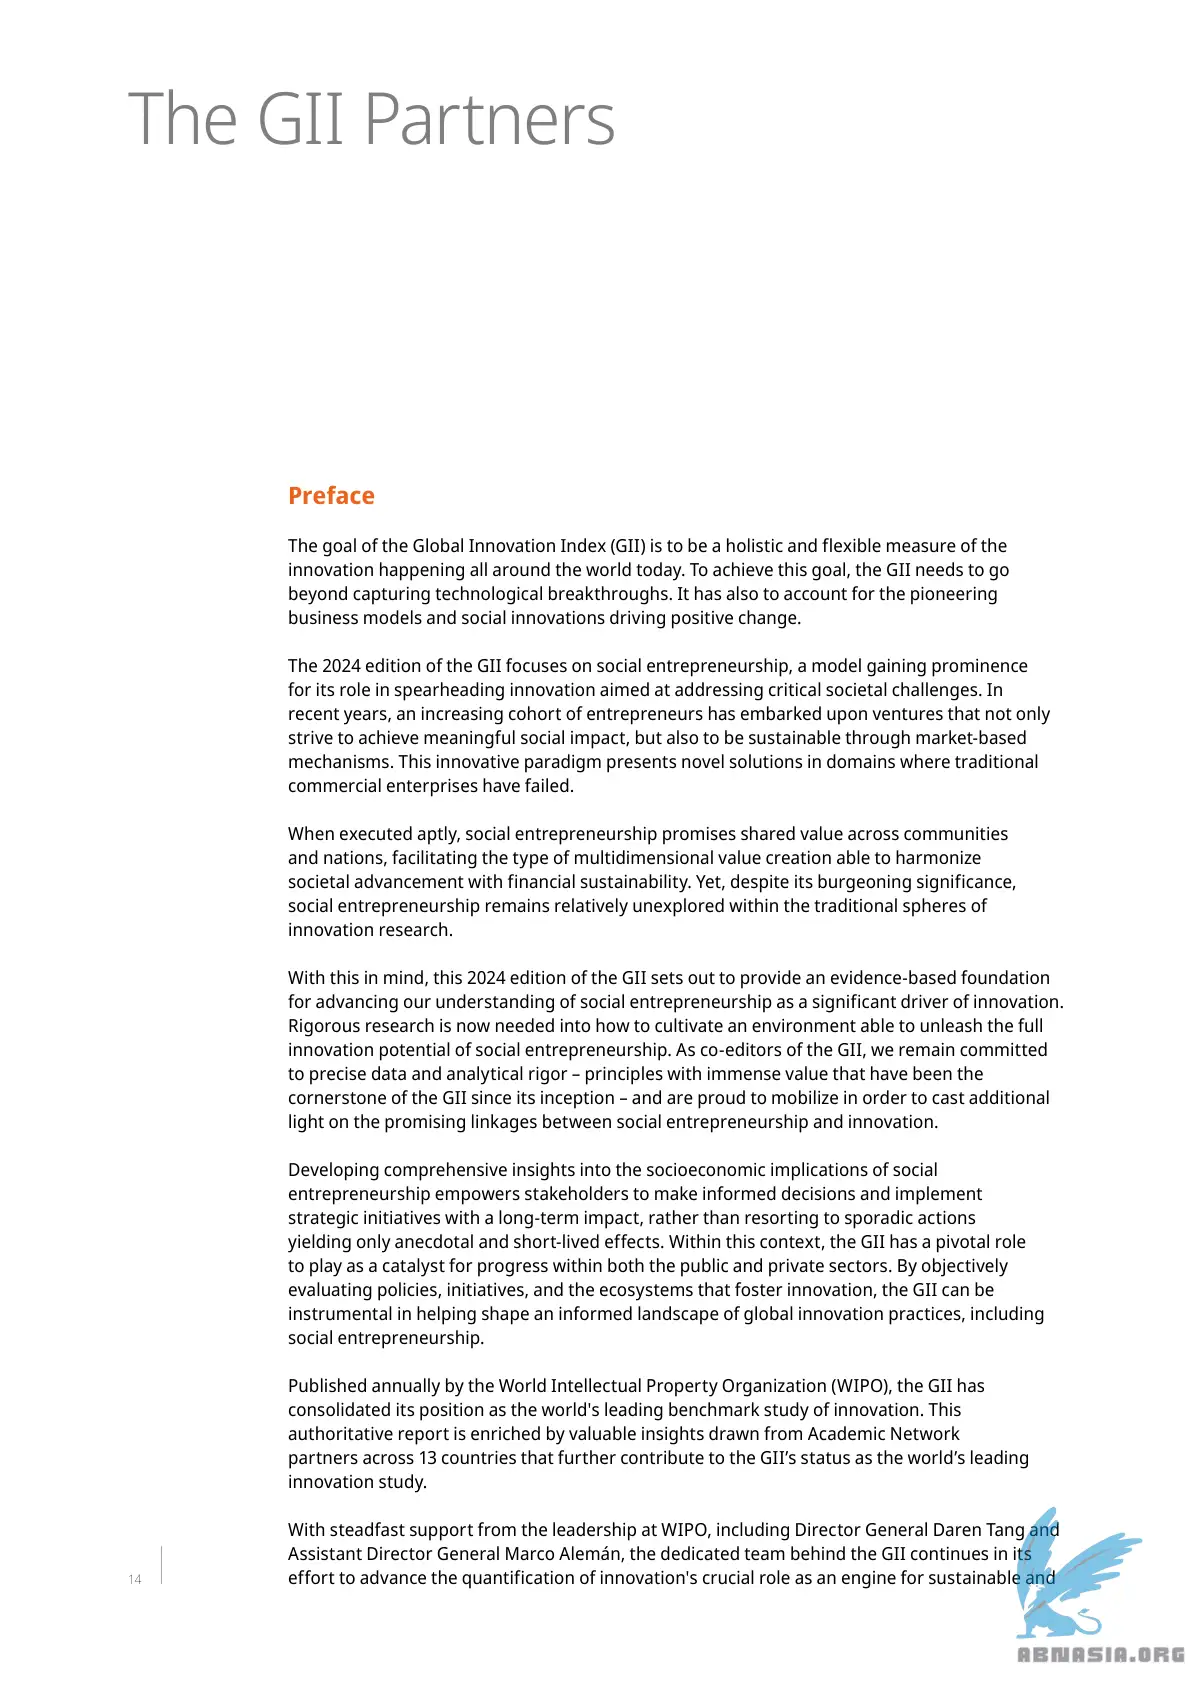 The GII Partners
Preface
The goal of the Global Innovation Index (GII) is to be a holistic and flexible measure of the
innovation happening all around the world today. To achieve this goal, the GII needs to go
beyond capturing technological breakthroughs. It has also to account for the pioneering
business models and social innovations driving positive change.
The 2024 edition of the GII focuses on social entrepreneurship, a model gaining prominence
for its role in spearheading innovation aimed at addressing critical societal challenges. In
recent years, an increasing cohort of entrepreneurs has embarked upon ventures that not only
strive to achieve meaningful social impact, but also to be sustainable through market-based
mechanisms. This innovative paradigm presents novel solutions in domains where traditional
commercial enterprises have failed.
When executed aptly, social entrepreneurship promises shared value across communities
and nations, facilitating the type of multidimensional value creation able to harmonize
societal advancement with financial sustainability. Yet, despite its burgeoning significance,
social entrepreneurship remains relatively unexplored within the traditional spheres of
innovation research.
With this in mind, this 2024 edition of the GII sets out to provide an evidence-based foundation
for advancing our understanding of social entrepreneurship as a significant driver of innovation.
Rigorous research is now needed into how to cultivate an environment able to unleash the full
innovation potential of social entrepreneurship. As co-editors of the GII, we remain committed
to precise data and analytical rigor – principles with immense value that have been the
cornerstone of the GII since its inception – and are proud to mobilize in order to cast additional
light on the promising linkages between social entrepreneurship and innovation.
Developing comprehensive insights into the socioeconomic implications of social
entrepreneurship empowers stakeholders to make informed decisions and implement
strategic initiatives with a long-term impact, rather than resorting to sporadic actions
yielding only anecdotal and short-lived effects. Within this context, the GII has a pivotal role
to play as a catalyst for progress within both the public and private sectors. By objectively
evaluating policies, initiatives, and the ecosystems that foster innovation, the GII can be
instrumental in helping shape an informed landscape of global innovation practices, including
social entrepreneurship.
Published annually by the World Intellectual Property Organization (WIPO), the GII has
consolidated its position as the world's leading benchmark study of innovation. This
authoritative report is enriched by valuable insights drawn from Academic Network
partners across 13 countries that further contribute to the GII’s status as the world’s leading
innovation study.
With steadfast support from the leadership at WIPO, including Director General Daren Tang and
Assistant Director General Marco Alemán, the dedicated team behind the GII continues in its
effort to advance the quantification of innovation's crucial role as an engine for sustainable and
14
ABNASIA.ORG